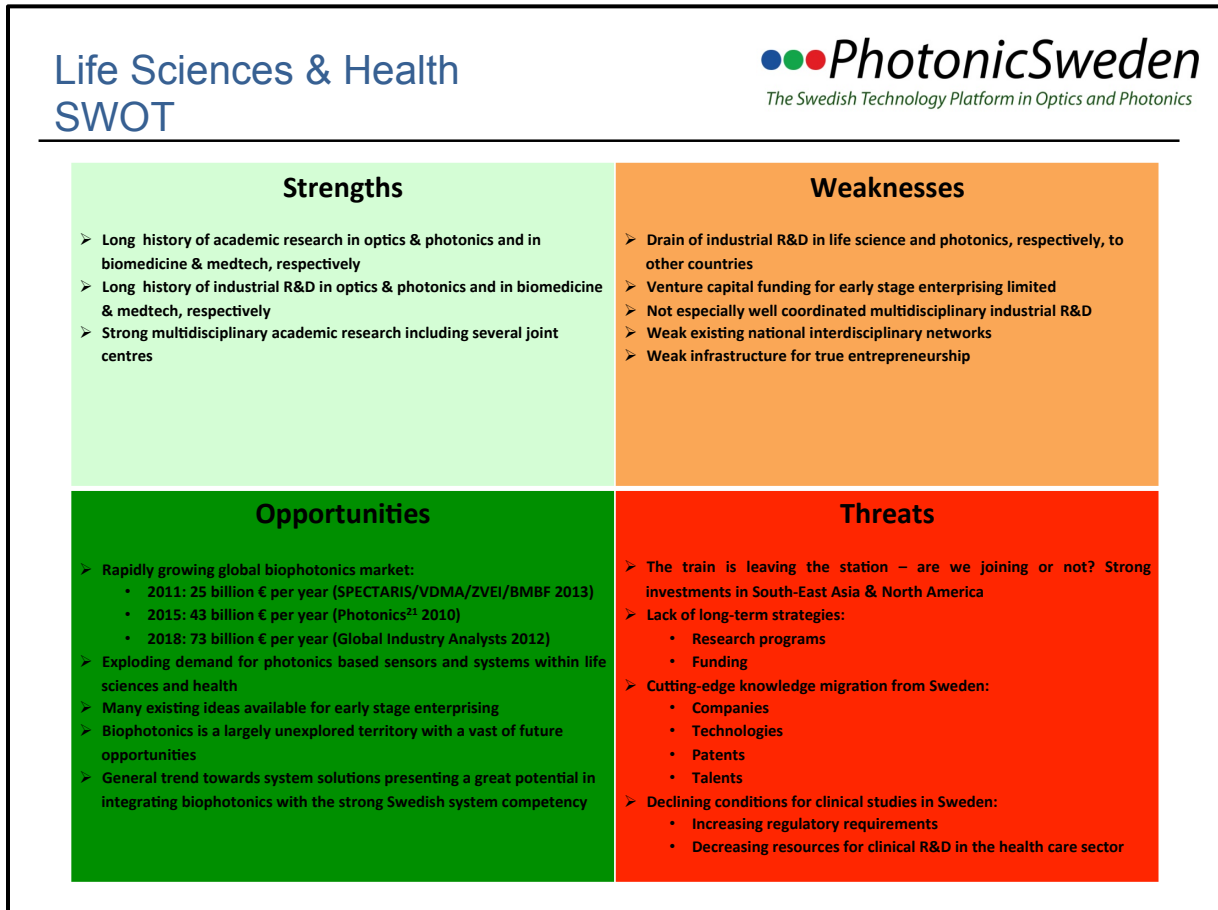 Life Sciences & Health
SWOT
PhotonicSweden
The Swedish Technology Platform in Optics and Photonics
Strengths
➢ Long history of academic research in optics & photonics and in
biomedicine & medtech, respectively
➢ Long history of industrial R&D in optics & photonics and in biomedicine
& medtech, respectively
➢ Strong multidisciplinary academic research including several joint
centres
Weaknesses
➢ Drain of industrial R&D in life science and photonics, respectively, to
other countries
➢ Venture capital funding for early stage enterprising limited
➢ Not especially well coordinated multidisciplinary industrial R&D
➢ Weak existing national interdisciplinary networks
➢ Weak infrastructure for true entrepreneurship
Opportunities
➢ Rapidly growing global biophotonics market:
• 2011: 25 billion € per year (SPECTARIS/VDMA/ZVEI/BMBF 2013)
• 2015: 43 billion € per year (Photonics²¹ 2010)
• 2018: 73 billion € per year (Global Industry Analysts 2012)
➢ Exploding demand for photonics based sensors and systems within life
sciences and health
➢ Many existing ideas available for early stage enterprising
➢ Biophotonics is a largely unexplored territory with a vast of future
opportunities
➢ General trend towards system solutions presenting a great potential in
integrating biophotonics with the strong Swedish system competency
Threats
➢ The train is leaving the station – are we joining or not? Strong
investments in South-East Asia & North America
➢ Lack of long-term strategies:
• Research programs
• Funding
➢ Cutting-edge knowledge migration from Sweden:
• Companies
• Technologies
• Patents
• Talents
➢ Declining conditions for clinical studies in Sweden:
• Increasing regulatory requirements
• Decreasing resources for clinical R&D in the health care sector